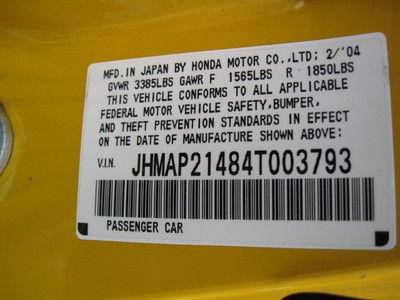 MFD.IN JAPAN BY HONDA MOTOR CO.,LTD; 2/'04
GVWR 3385LBS GAWR F 1565LBS R 1850LBS
THIS VEHICLE CONFORMS TO ALL APPLICABLE
FEDERAL MOTOR VEHICLE SAFETY,BUMPER,
AND THEFT PREVENTION STANDARDS IN EFFECT
ON THE DATE OF MANUFACTURE SHOWN ABOVE:
V.I.N. JHMAP21484T003793
PASSENGER CAR